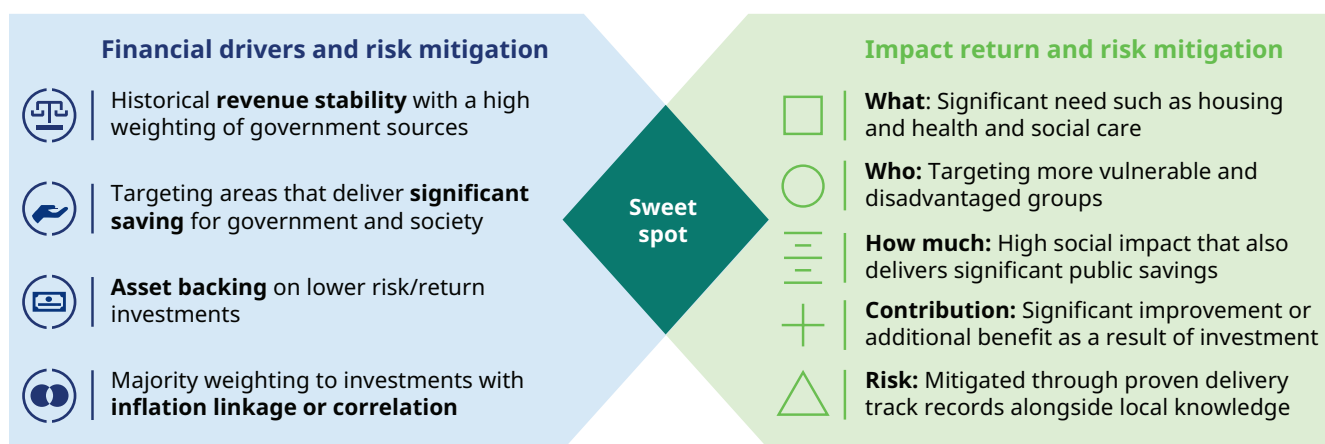 Financial drivers and risk mitigation
Historical revenue stability with a high
weighting of government sources
Targeting areas that deliver significant
saving for government and society
Asset backing on lower risk/return
investments
Majority weighting to investments with
inflation linkage or correlation
Sweet
spot
Impact return and risk mitigation
What: Significant need such as housing
and health and social care
Who: Targeting more vulnerable and
disadvantaged groups
How much: High social impact that also
delivers significant public savings
Contribution: Significant improvement or
additional benefit as a result of investment
Risk: Mitigated through proven delivery
track records alongside local knowledge